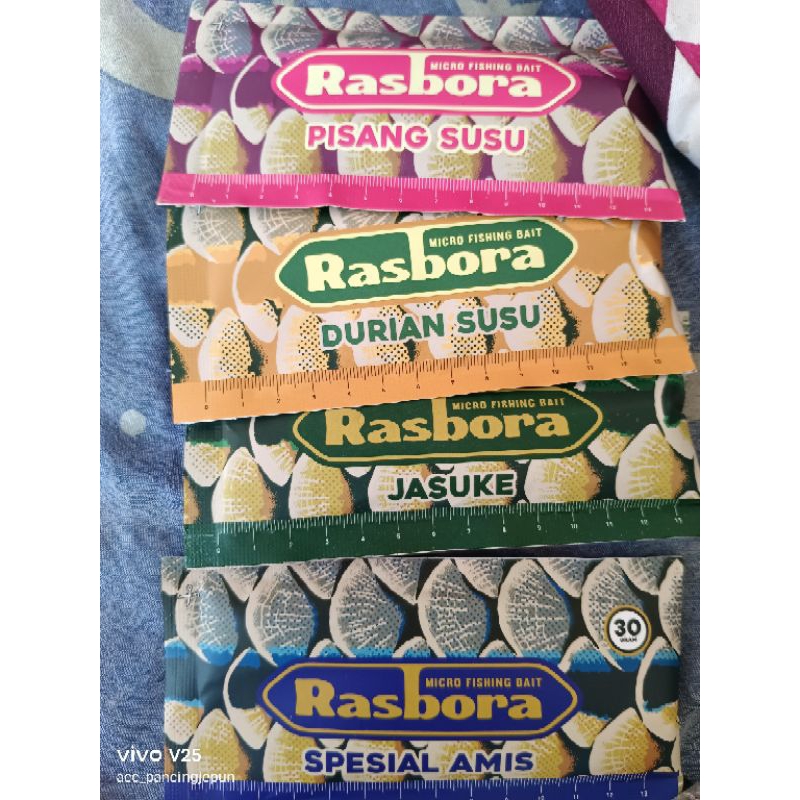 MICRO FISHING BAIT
Rasbora
PISANG SUSU
MICRO FISHING BAIT
Rasbora
DURIAN SUSU
MICRO FISHING BAIT
Rasbora
JASUKE
30
GRAM
MICRO FISHING BAIT
Rasbora
SPESIAL AMIS
vivo V25
acc_pancingjepun